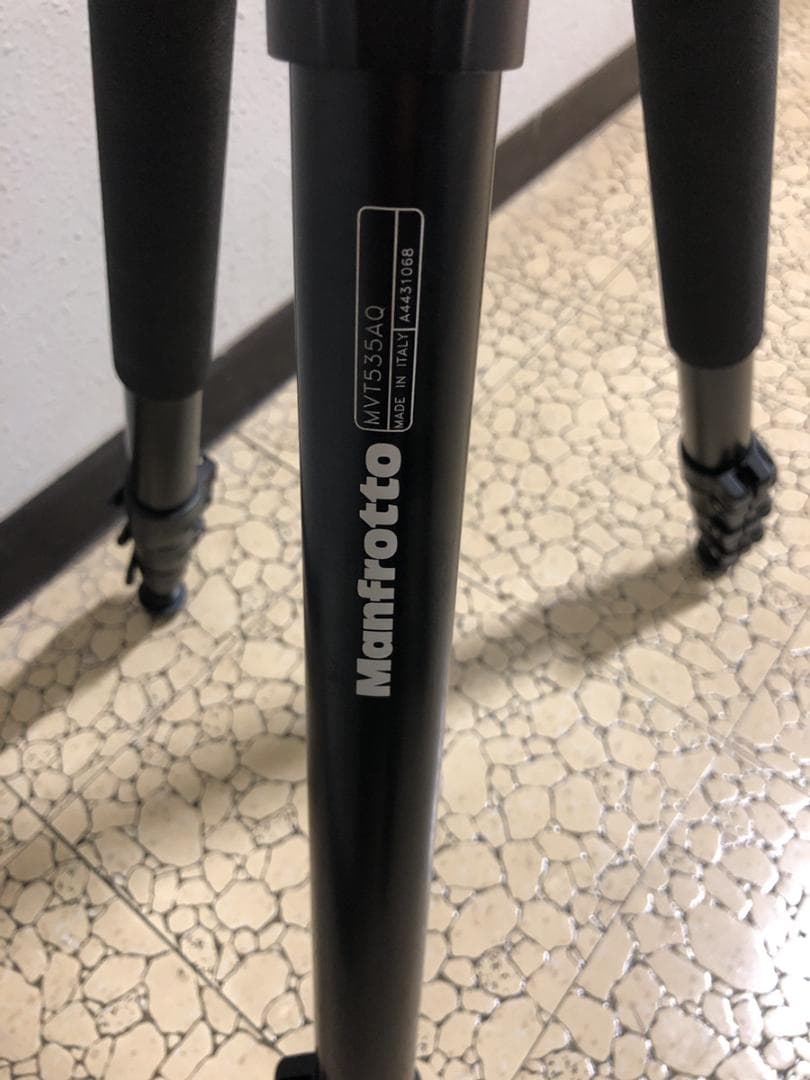 MVT535AQ
MADE IN ITALY A4431068
Manfrotto